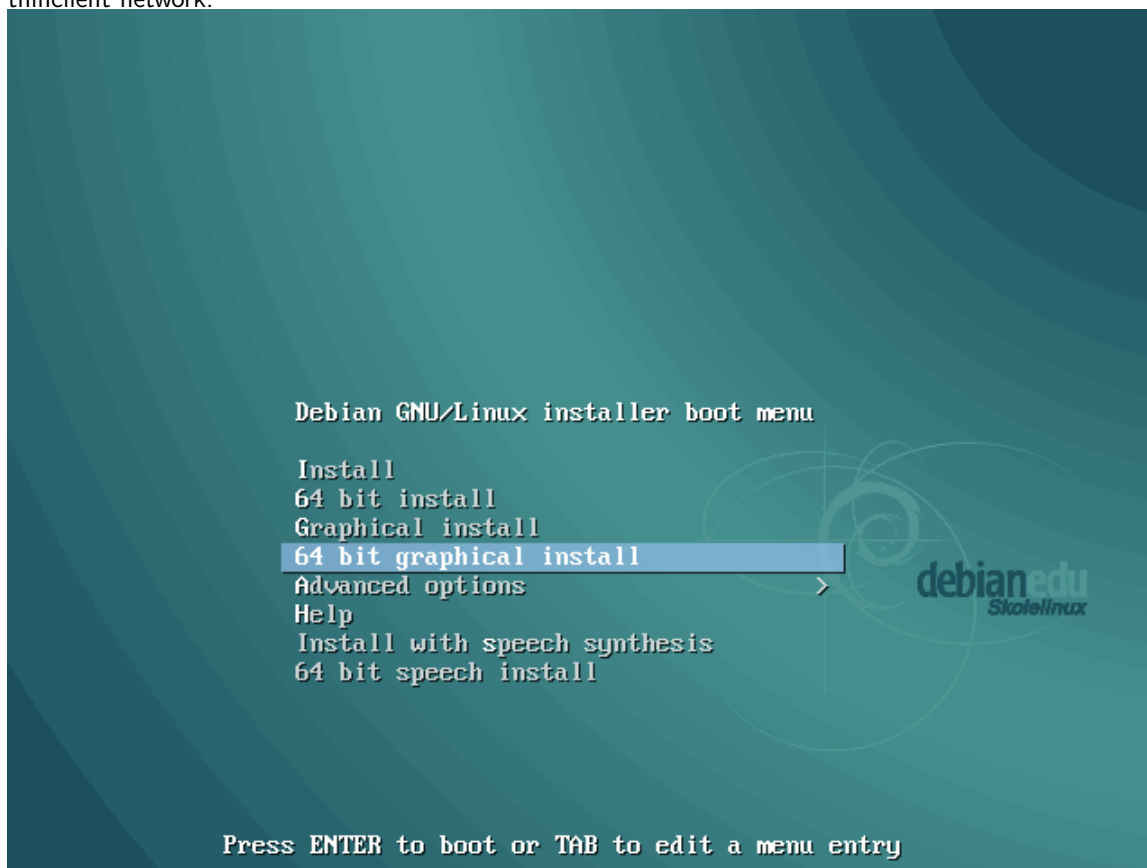 thinclient network.
Debian GNU/Linux installer boot menu
Install
64 bit install
Graphical install
64 bit graphical install
Advanced options >
Help
Install with speech synthesis
64 bit speech install
debianedu
Skolelinux
Press ENTER to boot or TAB to edit a menu entry